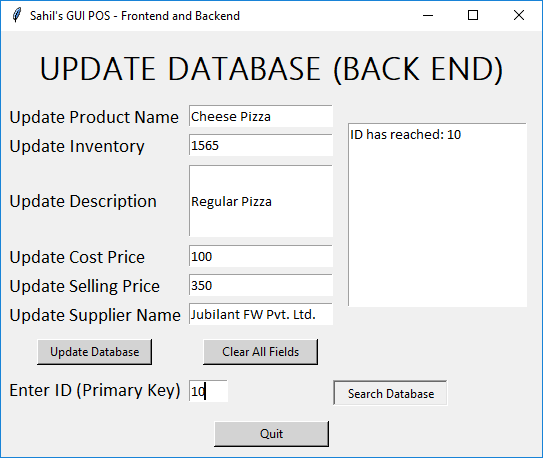 Sahil's GUI POS - Frontend and Backend
UPDATE DATABASE (BACK END)
Update Product Name Cheese Pizza
ID has reached: 10
Update Inventory 1565
Update Description Regular Pizza
Update Cost Price 100
Update Selling Price 350
Update Supplier Name Jubilant FW Pvt. Ltd.
Update Database Clear All Fields
Enter ID (Primary Key) 10 Search Database
Quit